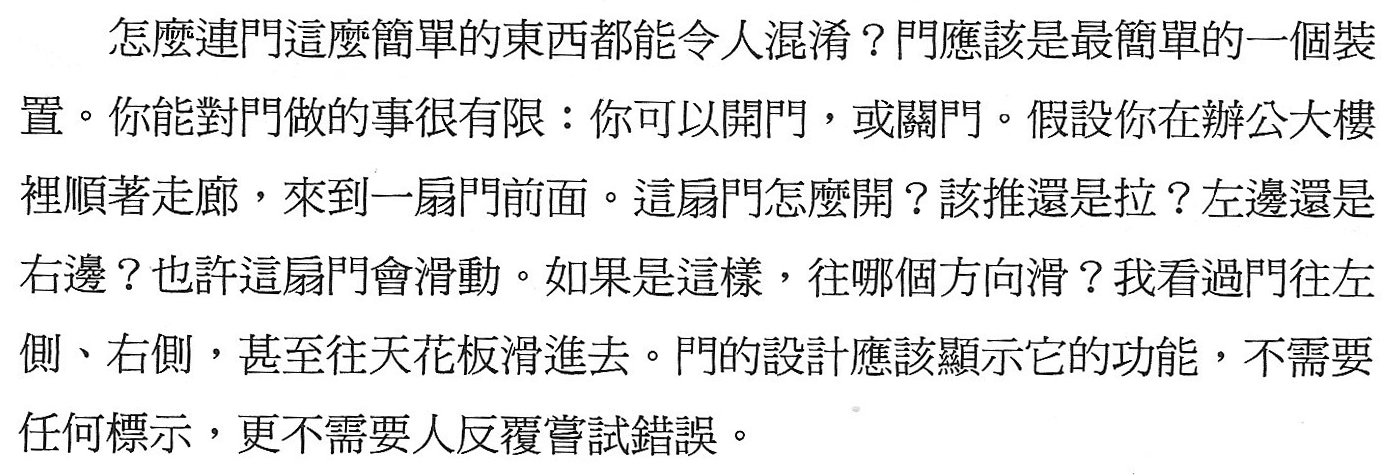 怎麼連門這麼簡單的東西都能令人混淆？門應該是最簡單的一個裝
置。你能對門做的事很有限：你可以開門，或關門。假設你在辦公大樓
裡順著走廊，來到一扇門前面。這扇門怎麼開？該推還是拉？左邊還是
右邊？也許這扇門會滑動。如果是這樣，往哪個方向滑？我看過門往左
側、右側，甚至往天花板滑進去。門的設計應該顯示它的功能，不需要
任何標示，更不需要人反覆嘗試錯誤。